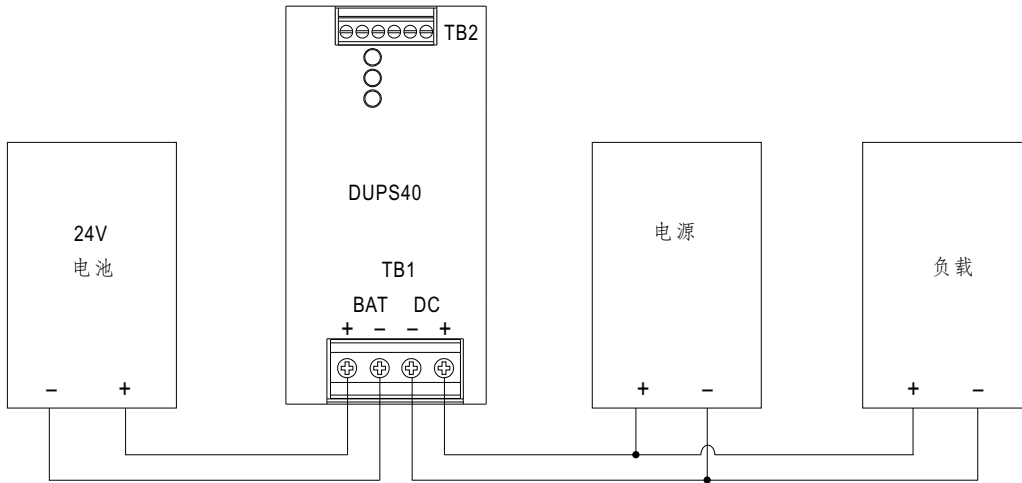 TB2
DUPS40
24V
电池
电源
负载
TB1
BAT DC
+ − − +
− +
+ −
+ −